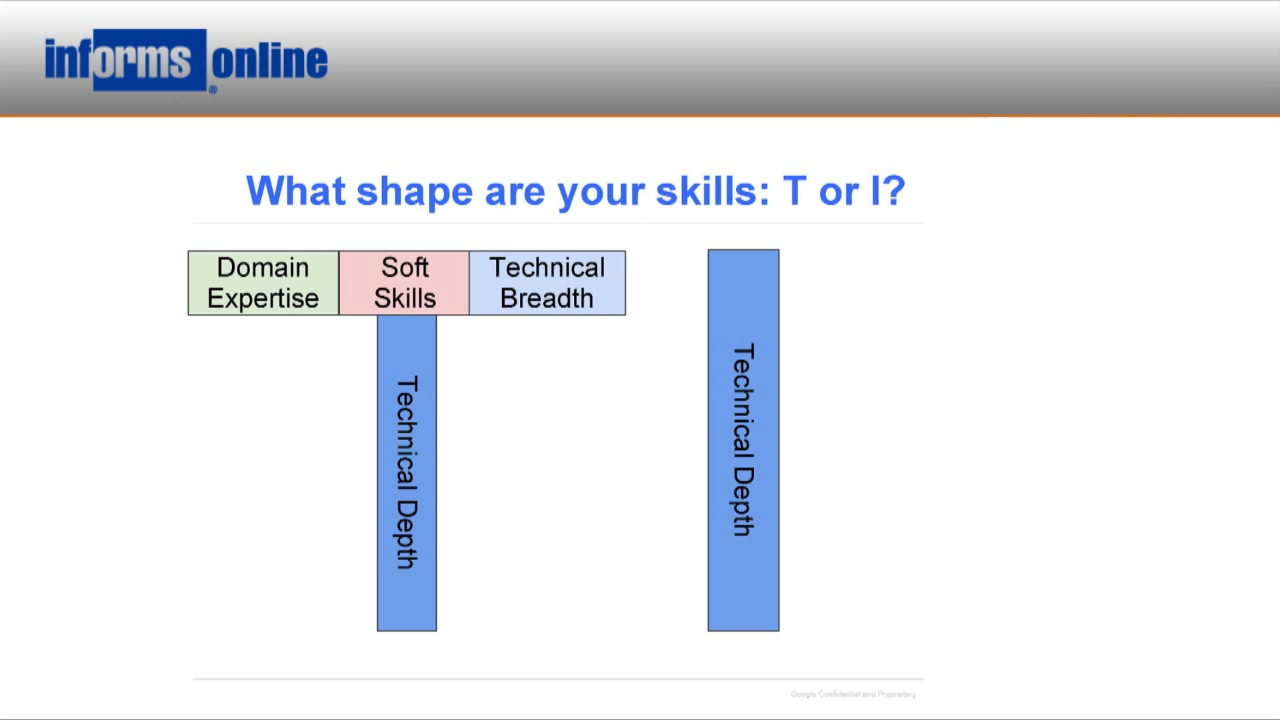 informs online
®
What shape are your skills: T or I?
Domain
Expertise
Soft
Skills
Technical
Breadth
Technical Depth
Technical Depth
Google Confidential and Proprietary